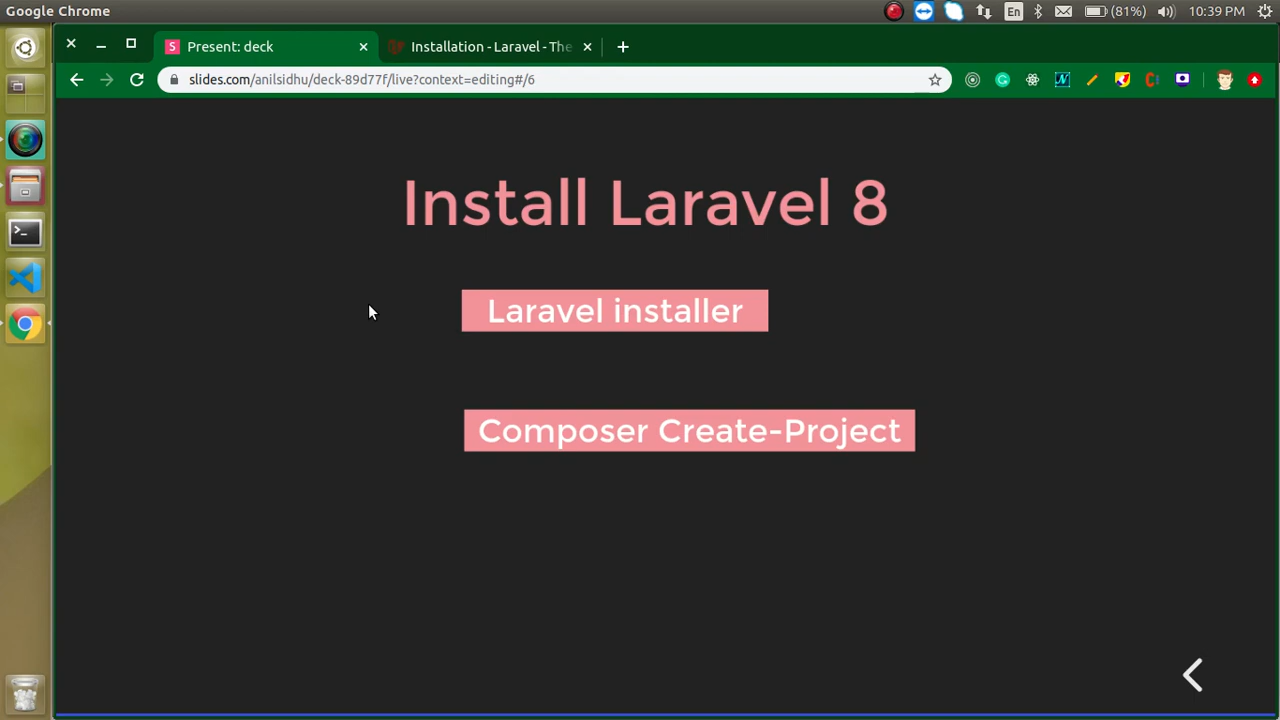 Google Chrome
En
(81%)
10:39 PM
Present: deck
Installation - Laravel - The
slides.com/anilsidhu/deck-89d77f/live?context=editing#/6
Install Laravel 8
Laravel installer
Composer Create-Project